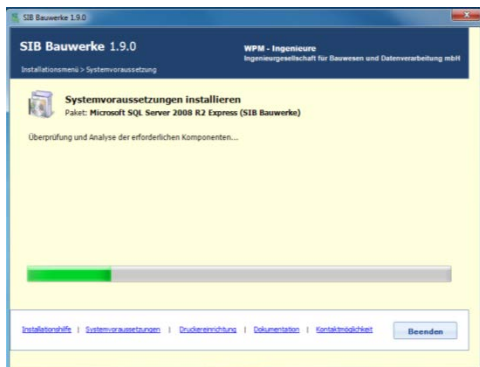 SIB Bauwerke 1.9.0
SIB Bauwerke 1.9.0
WPM - Ingenieure
Ingenieurgesellschaft für Bauwesen und Datenverarbeitung mbH
Installationsmenü > Systemvoraussetzung
Systemvoraussetzungen installieren
Paket: Microsoft SQL Server 2008 R2 Express (SIB Bauwerke)
Überprüfung und Analyse der erforderlichen Komponenten...
Installationshilfe | Systemvoraussetzungen | Druckereinrichtung | Dokumentation | Kontaktmöglichkeit
Beenden